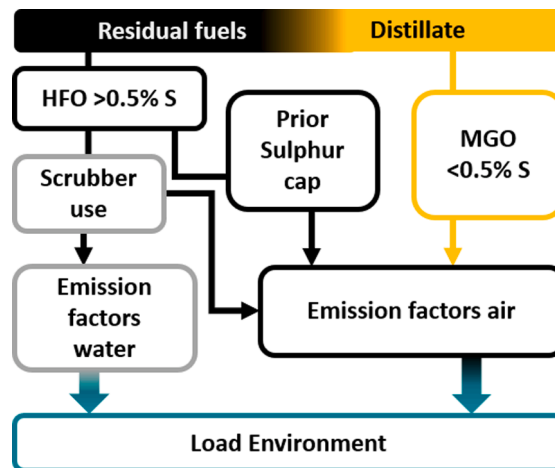 Residual fuels
Distillate
HFO >0.5% S
Prior
Sulphur
cap
MGO
<0.5% S
Scrubber
use
Emission
factors
water
Emission factors air
Load Environment